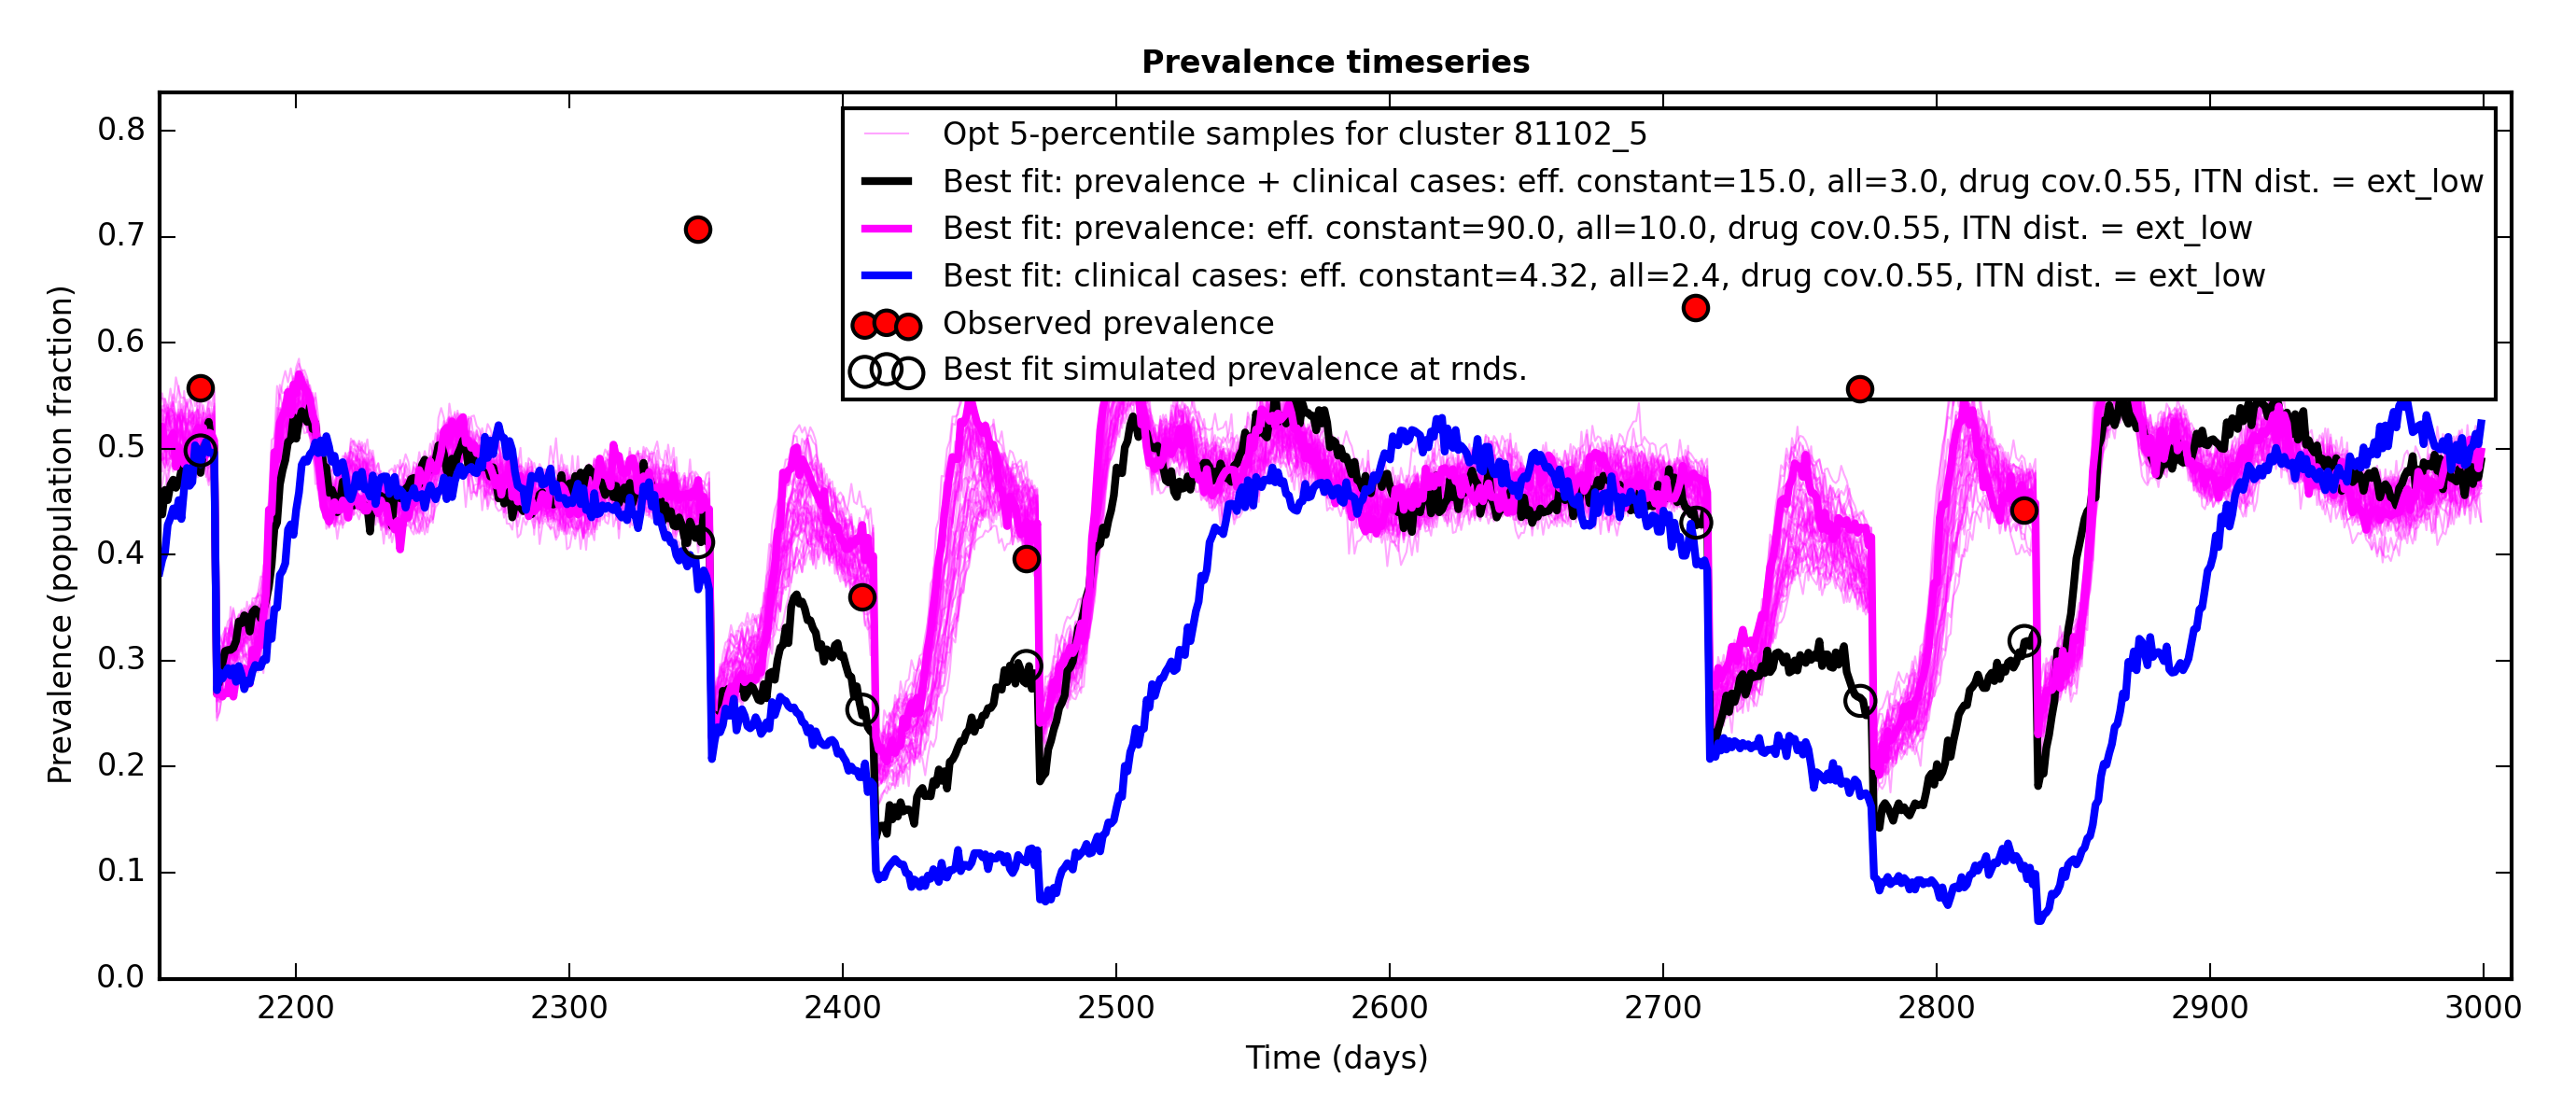 Prevalence timeseries
Opt 5-percentile samples for cluster 81102_5
Best fit: prevalence + clinical cases: eff. constant=15.0, all=3.0, drug cov.0.55, ITN dist. = ext_low
Best fit: prevalence: eff. constant=90.0, all=10.0, drug cov.0.55, ITN dist. = ext_low
Best fit: clinical cases: eff. constant=4.32, all=2.4, drug cov.0.55, ITN dist. = ext_low
Observed prevalence
Best fit simulated prevalence at rnds.
Prevalence (population fraction)
0.8
0.7
0.6
0.5
0.4
0.3
0.2
0.1
0.0
2200 2300 2400 2500 2600 2700 2800 2900 3000
Time (days)